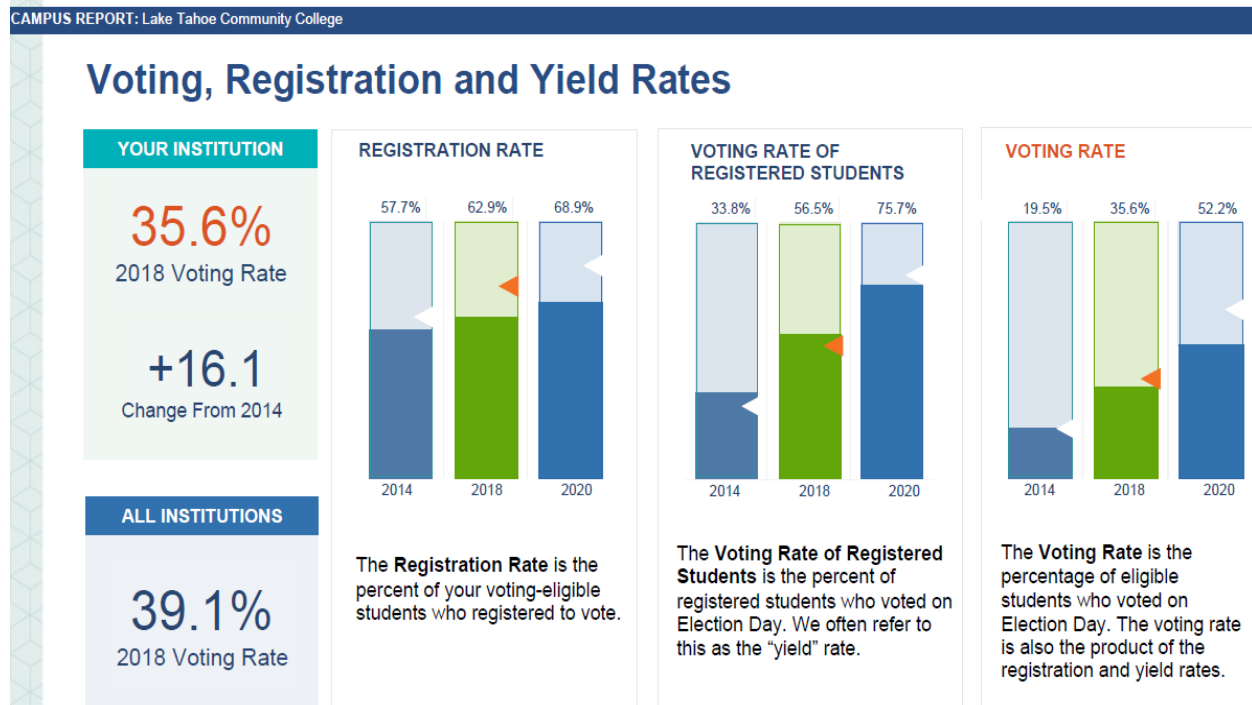 CAMPUS REPORT: Lake Tahoe Community College
Voting, Registration and Yield Rates
YOUR INSTITUTION
35.6%
2018 Voting Rate
+16.1
Change From 2014
ALL INSTITUTIONS
39.1%
2018 Voting Rate
REGISTRATION RATE
57.7% 62.9% 68.9%
2014 2018 2020
The Registration Rate is the
percent of your voting-eligible
students who registered to vote.
VOTING RATE OF
REGISTERED STUDENTS
33.8% 56.5% 75.7%
2014 2018 2020
The Voting Rate of Registered
Students is the percent of
registered students who voted on
Election Day. We often refer to
this as the “yield” rate.
VOTING RATE
19.5% 35.6% 52.2%
2014 2018 2020
The Voting Rate is the
percentage of eligible
students who voted on
Election Day. The voting rate
is also the product of the
registration and yield rates.